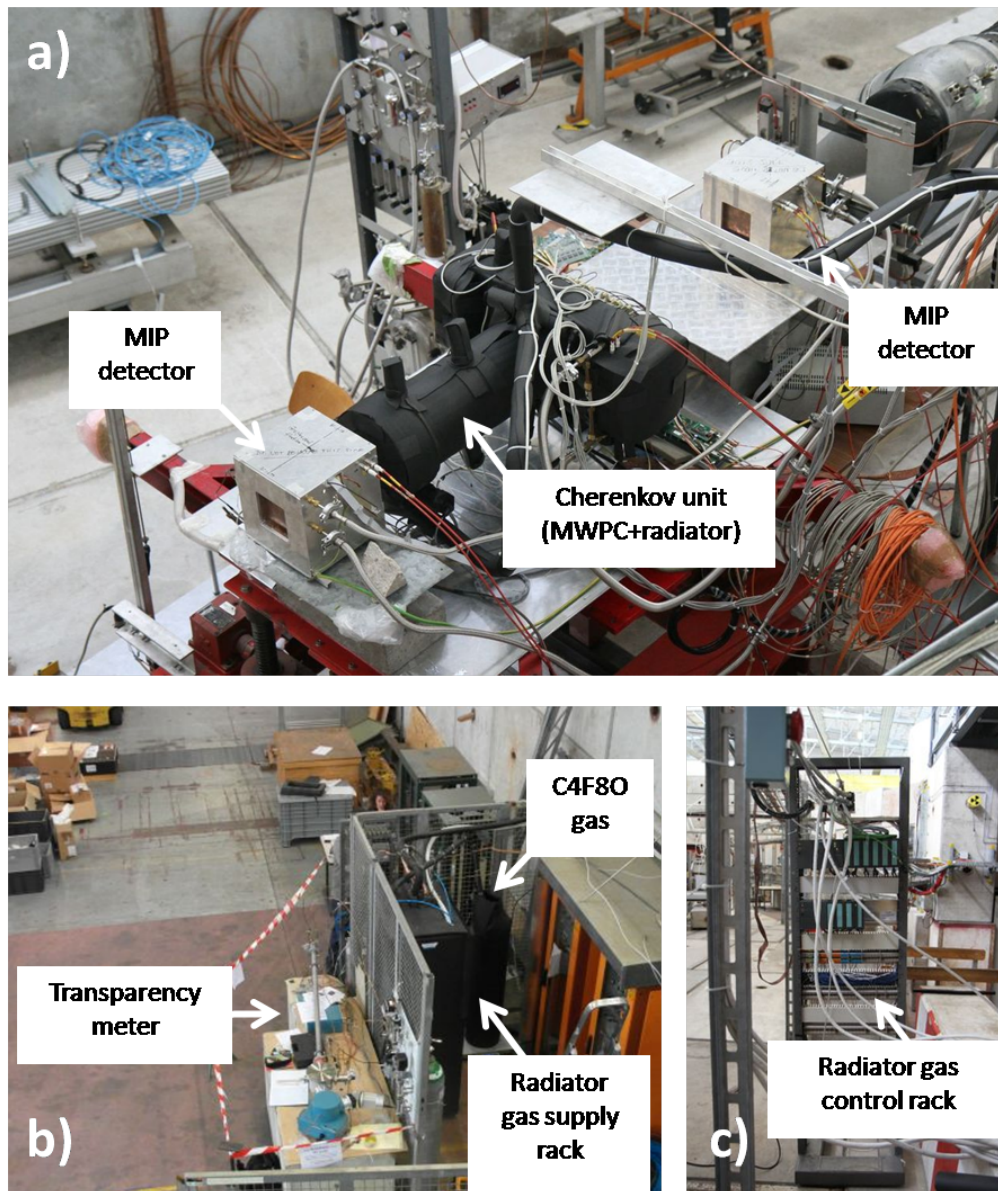 a)
MIP
detector
MIP
detector
Cherenkov unit
(MWPC+radiator)
b)
C4F8O
gas
Transparency
meter
Radiator
gas supply
rack
c)
Radiator gas
control rack